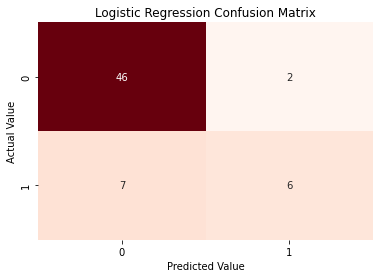 Logistic Regression Confusion Matrix
Actual Value
0
46
2
1
7
6
0
1
Predicted Value